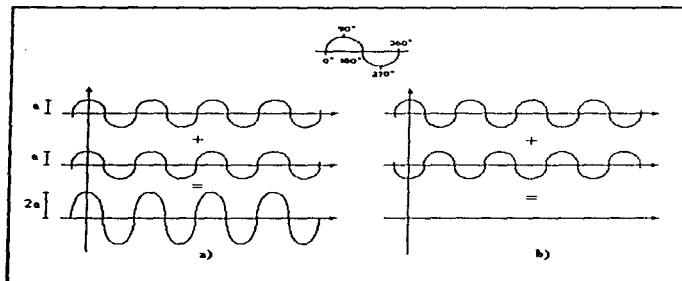 90°
360°
0° 180°
270°
a
+
+
a
=
=
2a
a)
b)